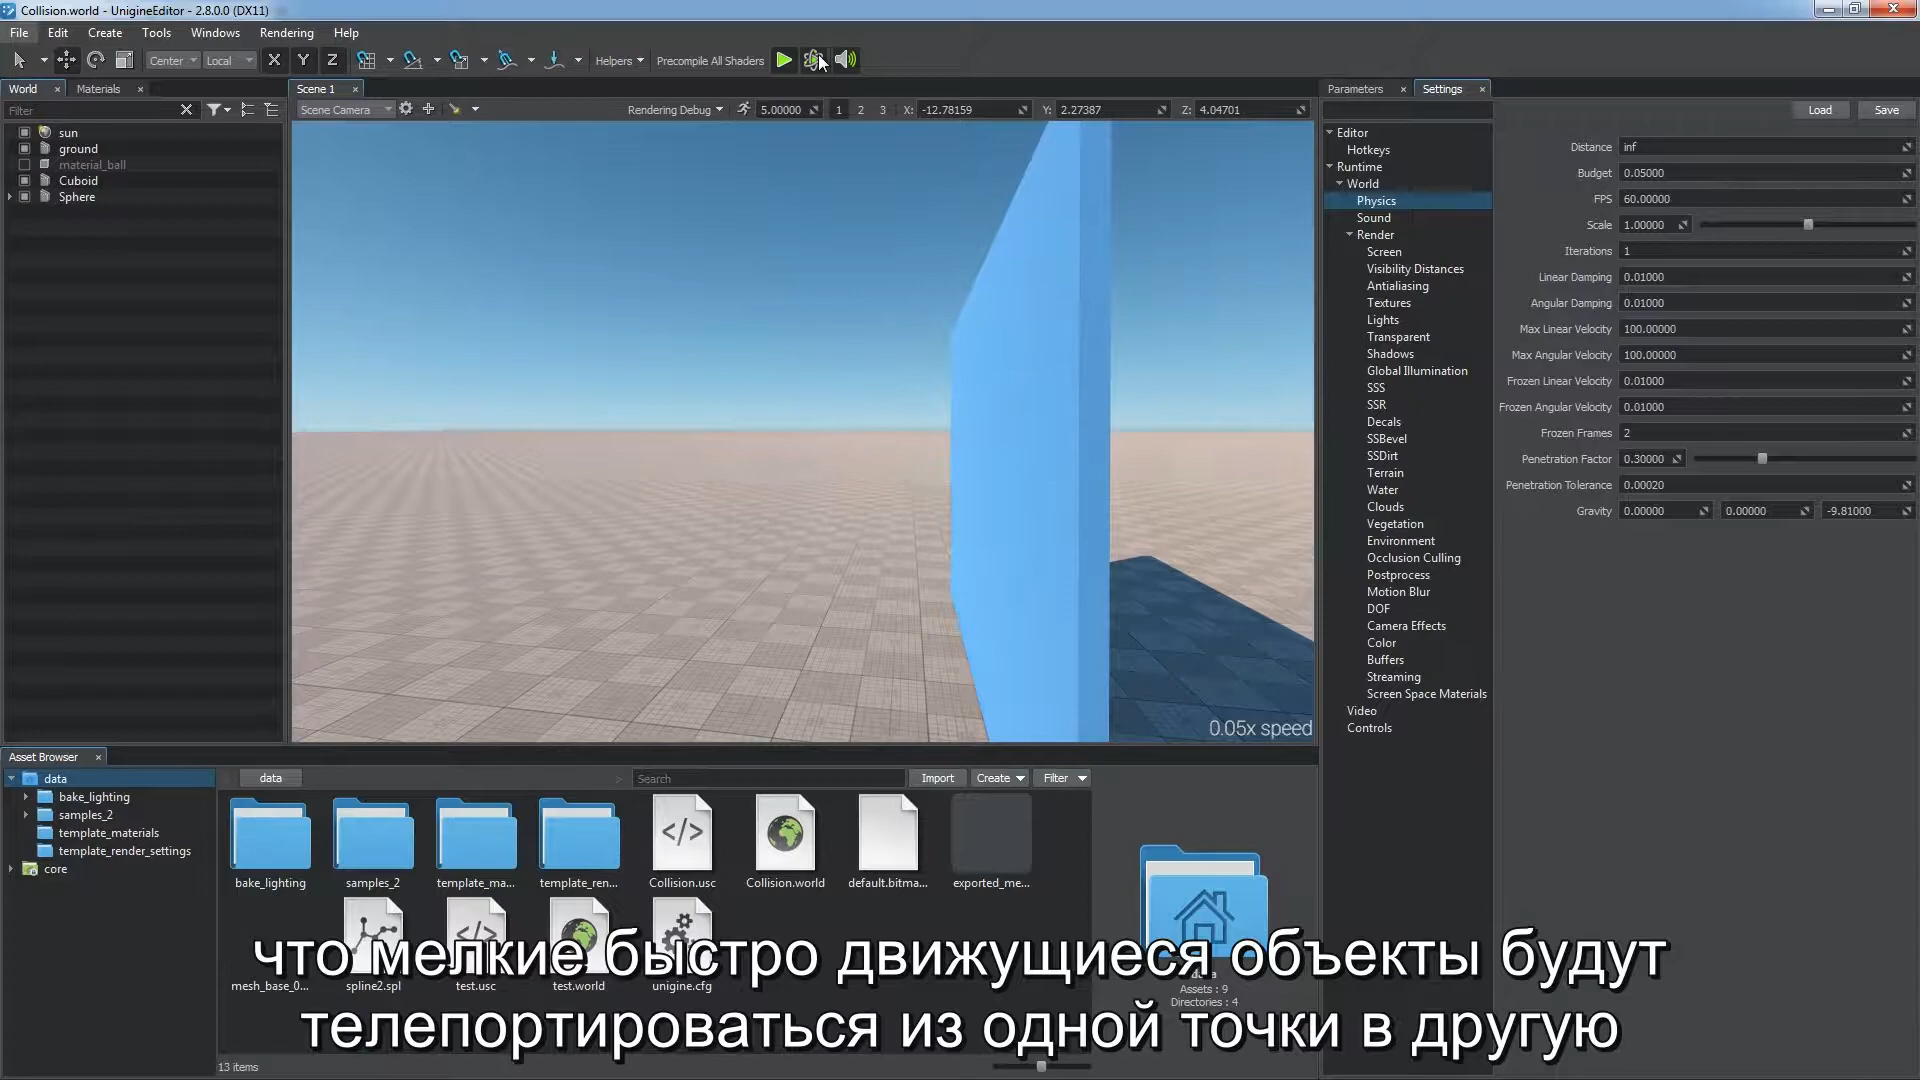 Collision.world - UnigineEditor - 2.8.0.0 (DX11)
File Edit Create Tools Windows Rendering Help
Center Local X Y Z Helpers Precompile All Shaders
World Materials
Filter
sun
ground
material_ball
Cuboid
Sphere
Scene 1
Scene Camera Rendering Debug 5.00000 1 2 3 X: -12.78159 Y: 2.27387 Z: 4.04701
0.05x speed
Parameters Settings
Load Save
Editor
Hotkeys
Runtime
World
Physics
Sound
Render
Screen
Visibility Distances
Antialiasing
Textures
Lights
Transparent
Shadows
Global Illumination
SSS
SSR
Decals
SSBevel
SSDirt
Terrain
Water
Clouds
Vegetation
Environment
Occlusion Culling
Postprocess
Motion Blur
DOF
Camera Effects
Color
Buffers
Streaming
Screen Space Materials
Video
Controls
Distance inf
Budget 0.05000
FPS 60.00000
Scale 1.00000
Iterations 1
Linear Damping 0.01000
Angular Damping 0.01000
Max Linear Velocity 100.00000
Max Angular Velocity 100.00000
Frozen Linear Velocity 0.01000
Frozen Angular Velocity 0.01000
Frozen Frames 2
Penetration Factor 0.30000
Penetration Tolerance 0.00020
Gravity 0.00000 0.00000 -9.81000
Asset Browser
data
bake_lighting
samples_2
template_materials
template_render_settings
core
data Search Import Create Filter
bake_lighting samples_2 template_ma... template_ren... Collision.usc Collision.world default.bitma... exported_me...
mesh_base_0... spline2.spl test.usc test.world unigine.cfg
data
Assets : 9
Directories : 4
13 items
что мелкие быстро движущиеся объекты будут
телепортироваться из одной точки в другую